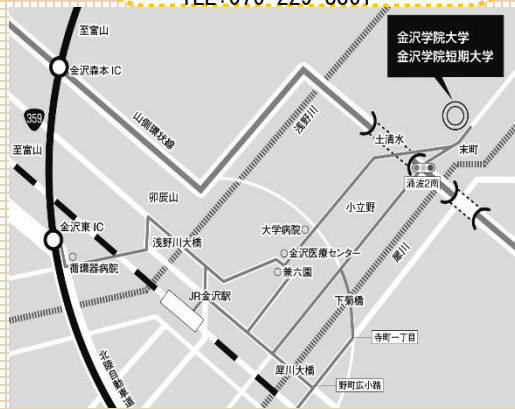 至富山
金沢学院大学
金沢学院短期大学
金沢森本IC
359
山側環状線
浅野川
土清水
末町
至富山
涌波2南
卯辰山
小立野
大学病院
浅野川大橋
金沢東IC
金沢医療センター
犀川
循環器病院
兼六園
JR金沢駅
下菊橋
寺町一丁目
北陸自動車道
犀川大橋
野町広小路